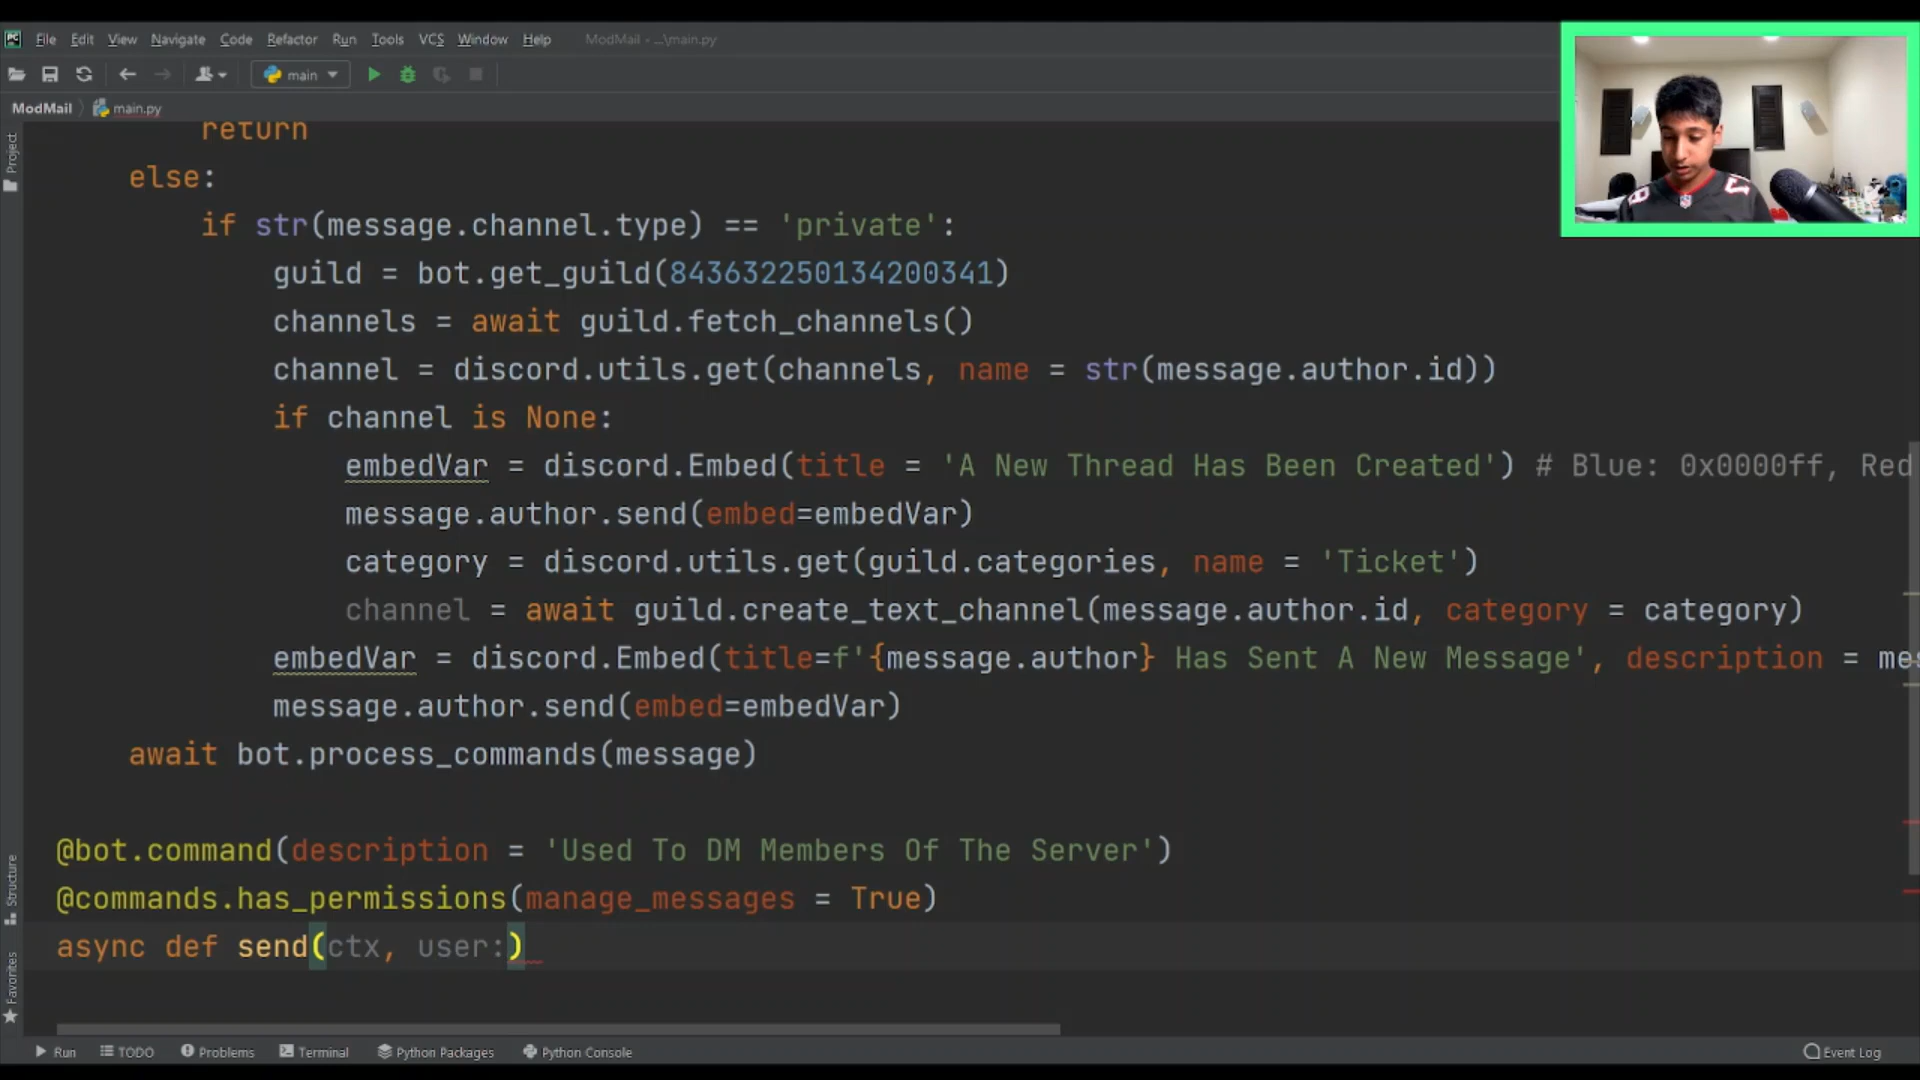 PC File Edit View Navigate Code Refactor Run Tools VCS Window Help ModMail - ...\main.py
main
ModMail main.py
Project
return
else:
if str(message.channel.type) == 'private':
guild = bot.get_guild(843632250134200341)
channels = await guild.fetch_channels()
channel = discord.utils.get(channels, name = str(message.author.id))
if channel is None:
embedVar = discord.Embed(title = 'A New Thread Has Been Created') # Blue: 0x0000ff, Red
message.author.send(embed=embedVar)
category = discord.utils.get(guild.categories, name = 'Ticket')
channel = await guild.create_text_channel(message.author.id, category = category)
embedVar = discord.Embed(title=f'{message.author} Has Sent A New Message', description = mes
message.author.send(embed=embedVar)
await bot.process_commands(message)
@bot.command(description = 'Used To DM Members Of The Server')
@commands.has_permissions(manage_messages = True)
async def send(ctx, user:)
Structure
Favorites
Run TODO Problems Terminal Python Packages Python Console Event Log